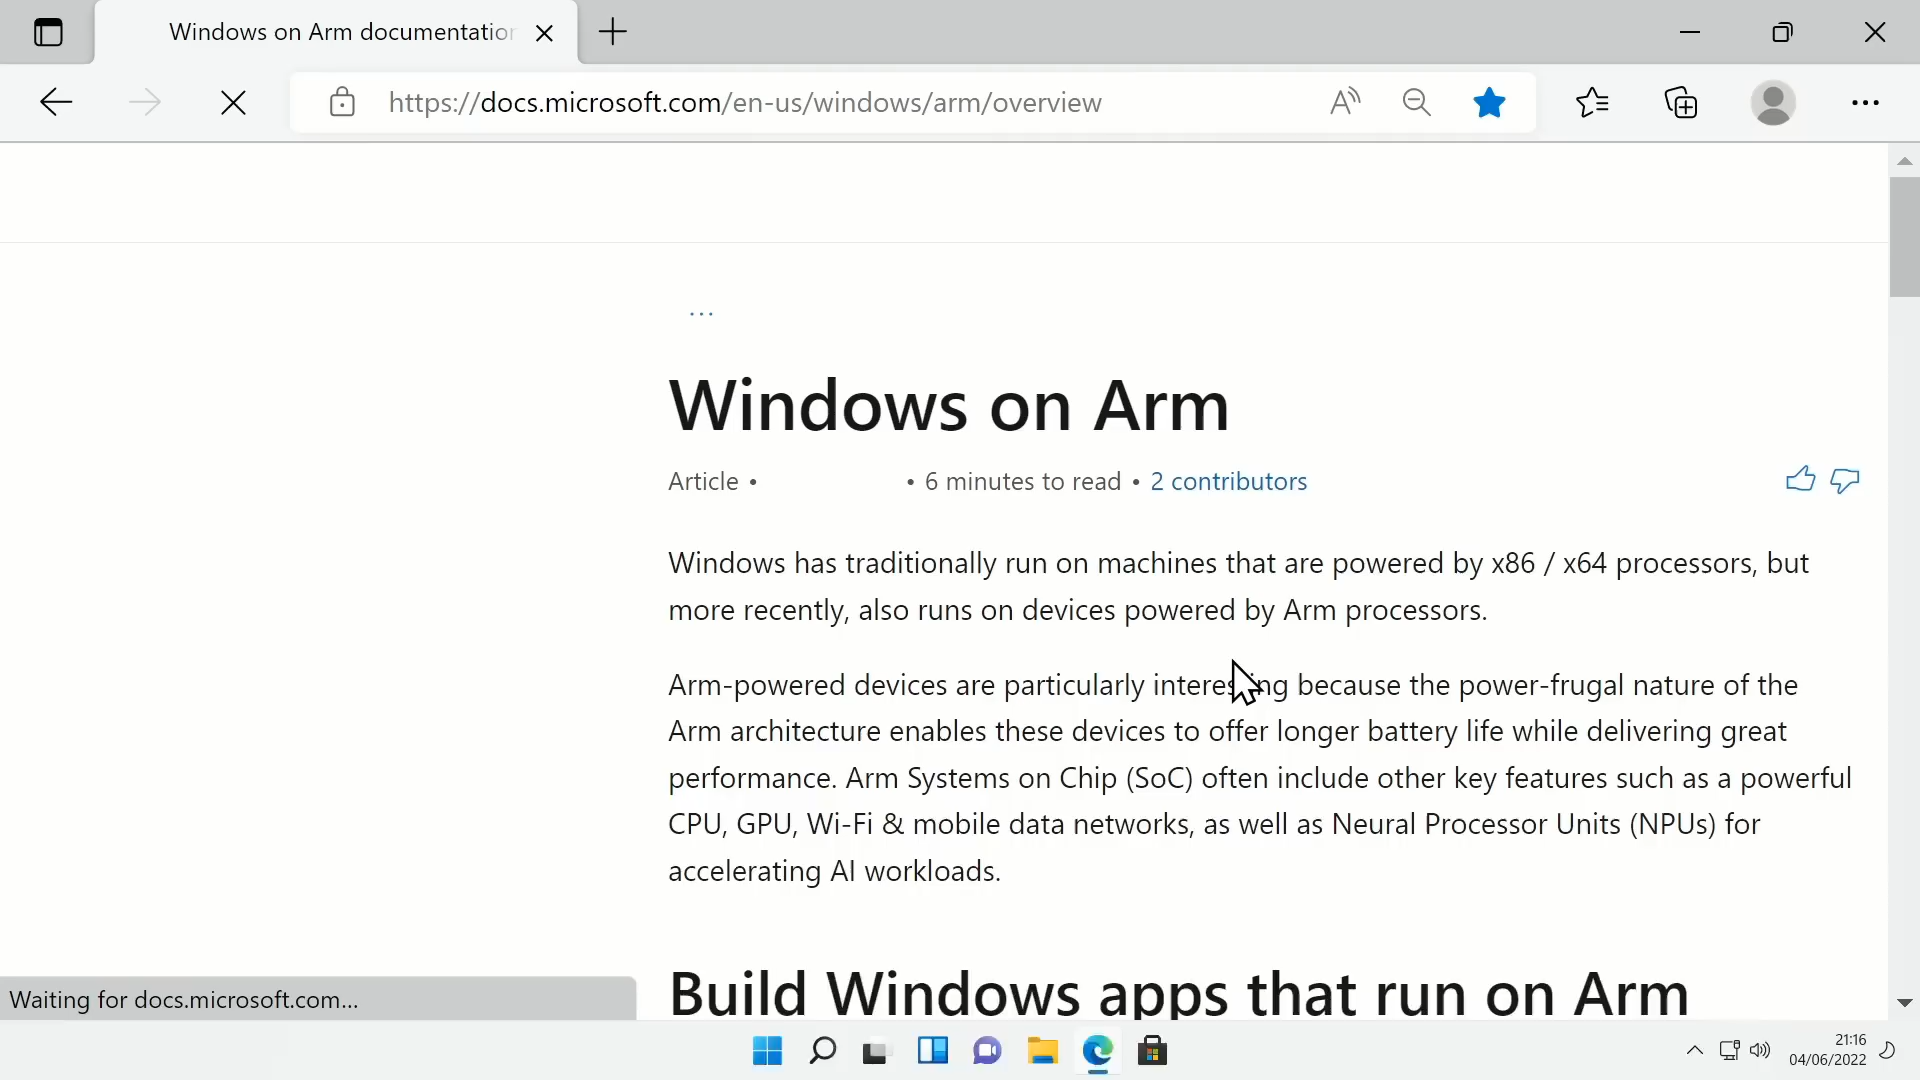 Windows on Arm documentation
https://docs.microsoft.com/en-us/windows/arm/overview
...
Windows on Arm
Article • • 6 minutes to read • 2 contributors
Windows has traditionally run on machines that are powered by x86 / x64 processors, but
more recently, also runs on devices powered by Arm processors.
Arm-powered devices are particularly interesting because the power-frugal nature of the
Arm architecture enables these devices to offer longer battery life while delivering great
performance. Arm Systems on Chip (SoC) often include other key features such as a powerful
CPU, GPU, Wi-Fi & mobile data networks, as well as Neural Processor Units (NPUs) for
accelerating AI workloads.
Build Windows apps that run on Arm
Waiting for docs.microsoft.com...
21:16
04/06/2022